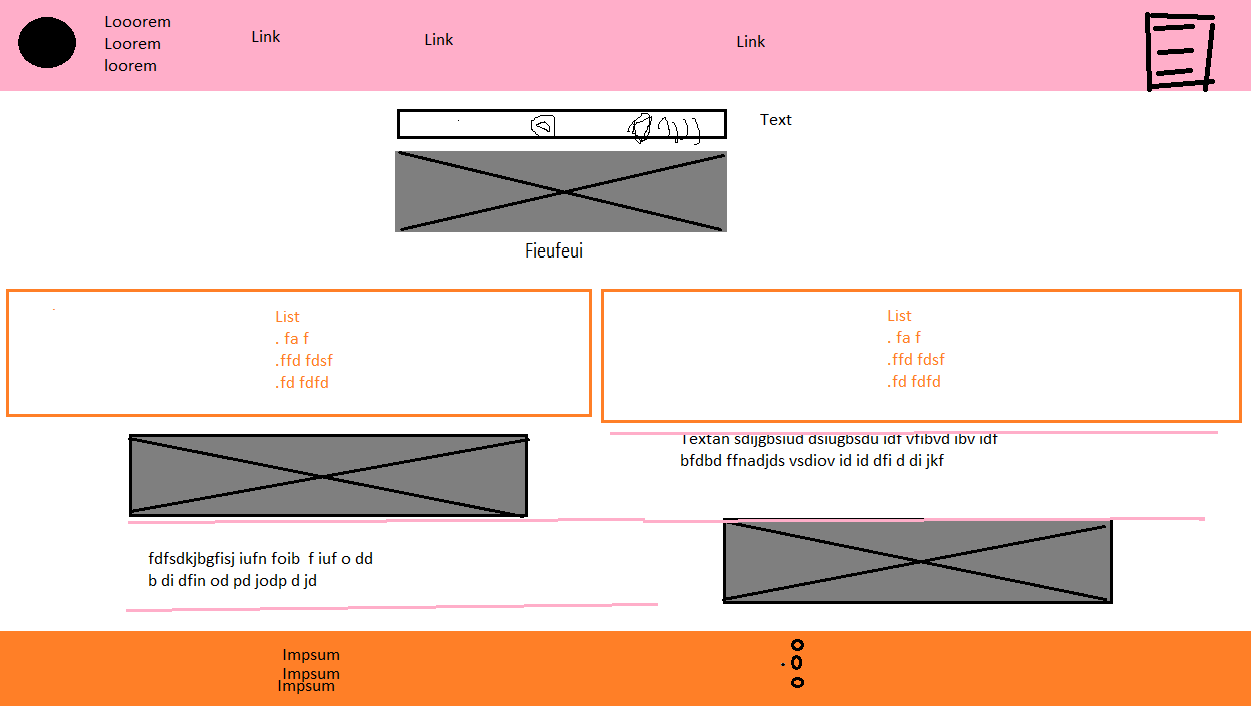 Looorem
Loorem
loorem
Link
Link
Link
Text
Fieufeui
List
. fa f
.ffd fdsf
.fd fdfd
List
. fa f
.ffd fdsf
.fd fdfd
Textan sdijgbsiud dsiugbsdu idf vfibvd ibv idf
bfdbd ffnadjds vsdiov id id dfi d di jkf
fdfsdkjbgfisj iufn foib  f iuf o dd
b di dfin od pd jodp d jd
Impsum
Impsum
Impsum